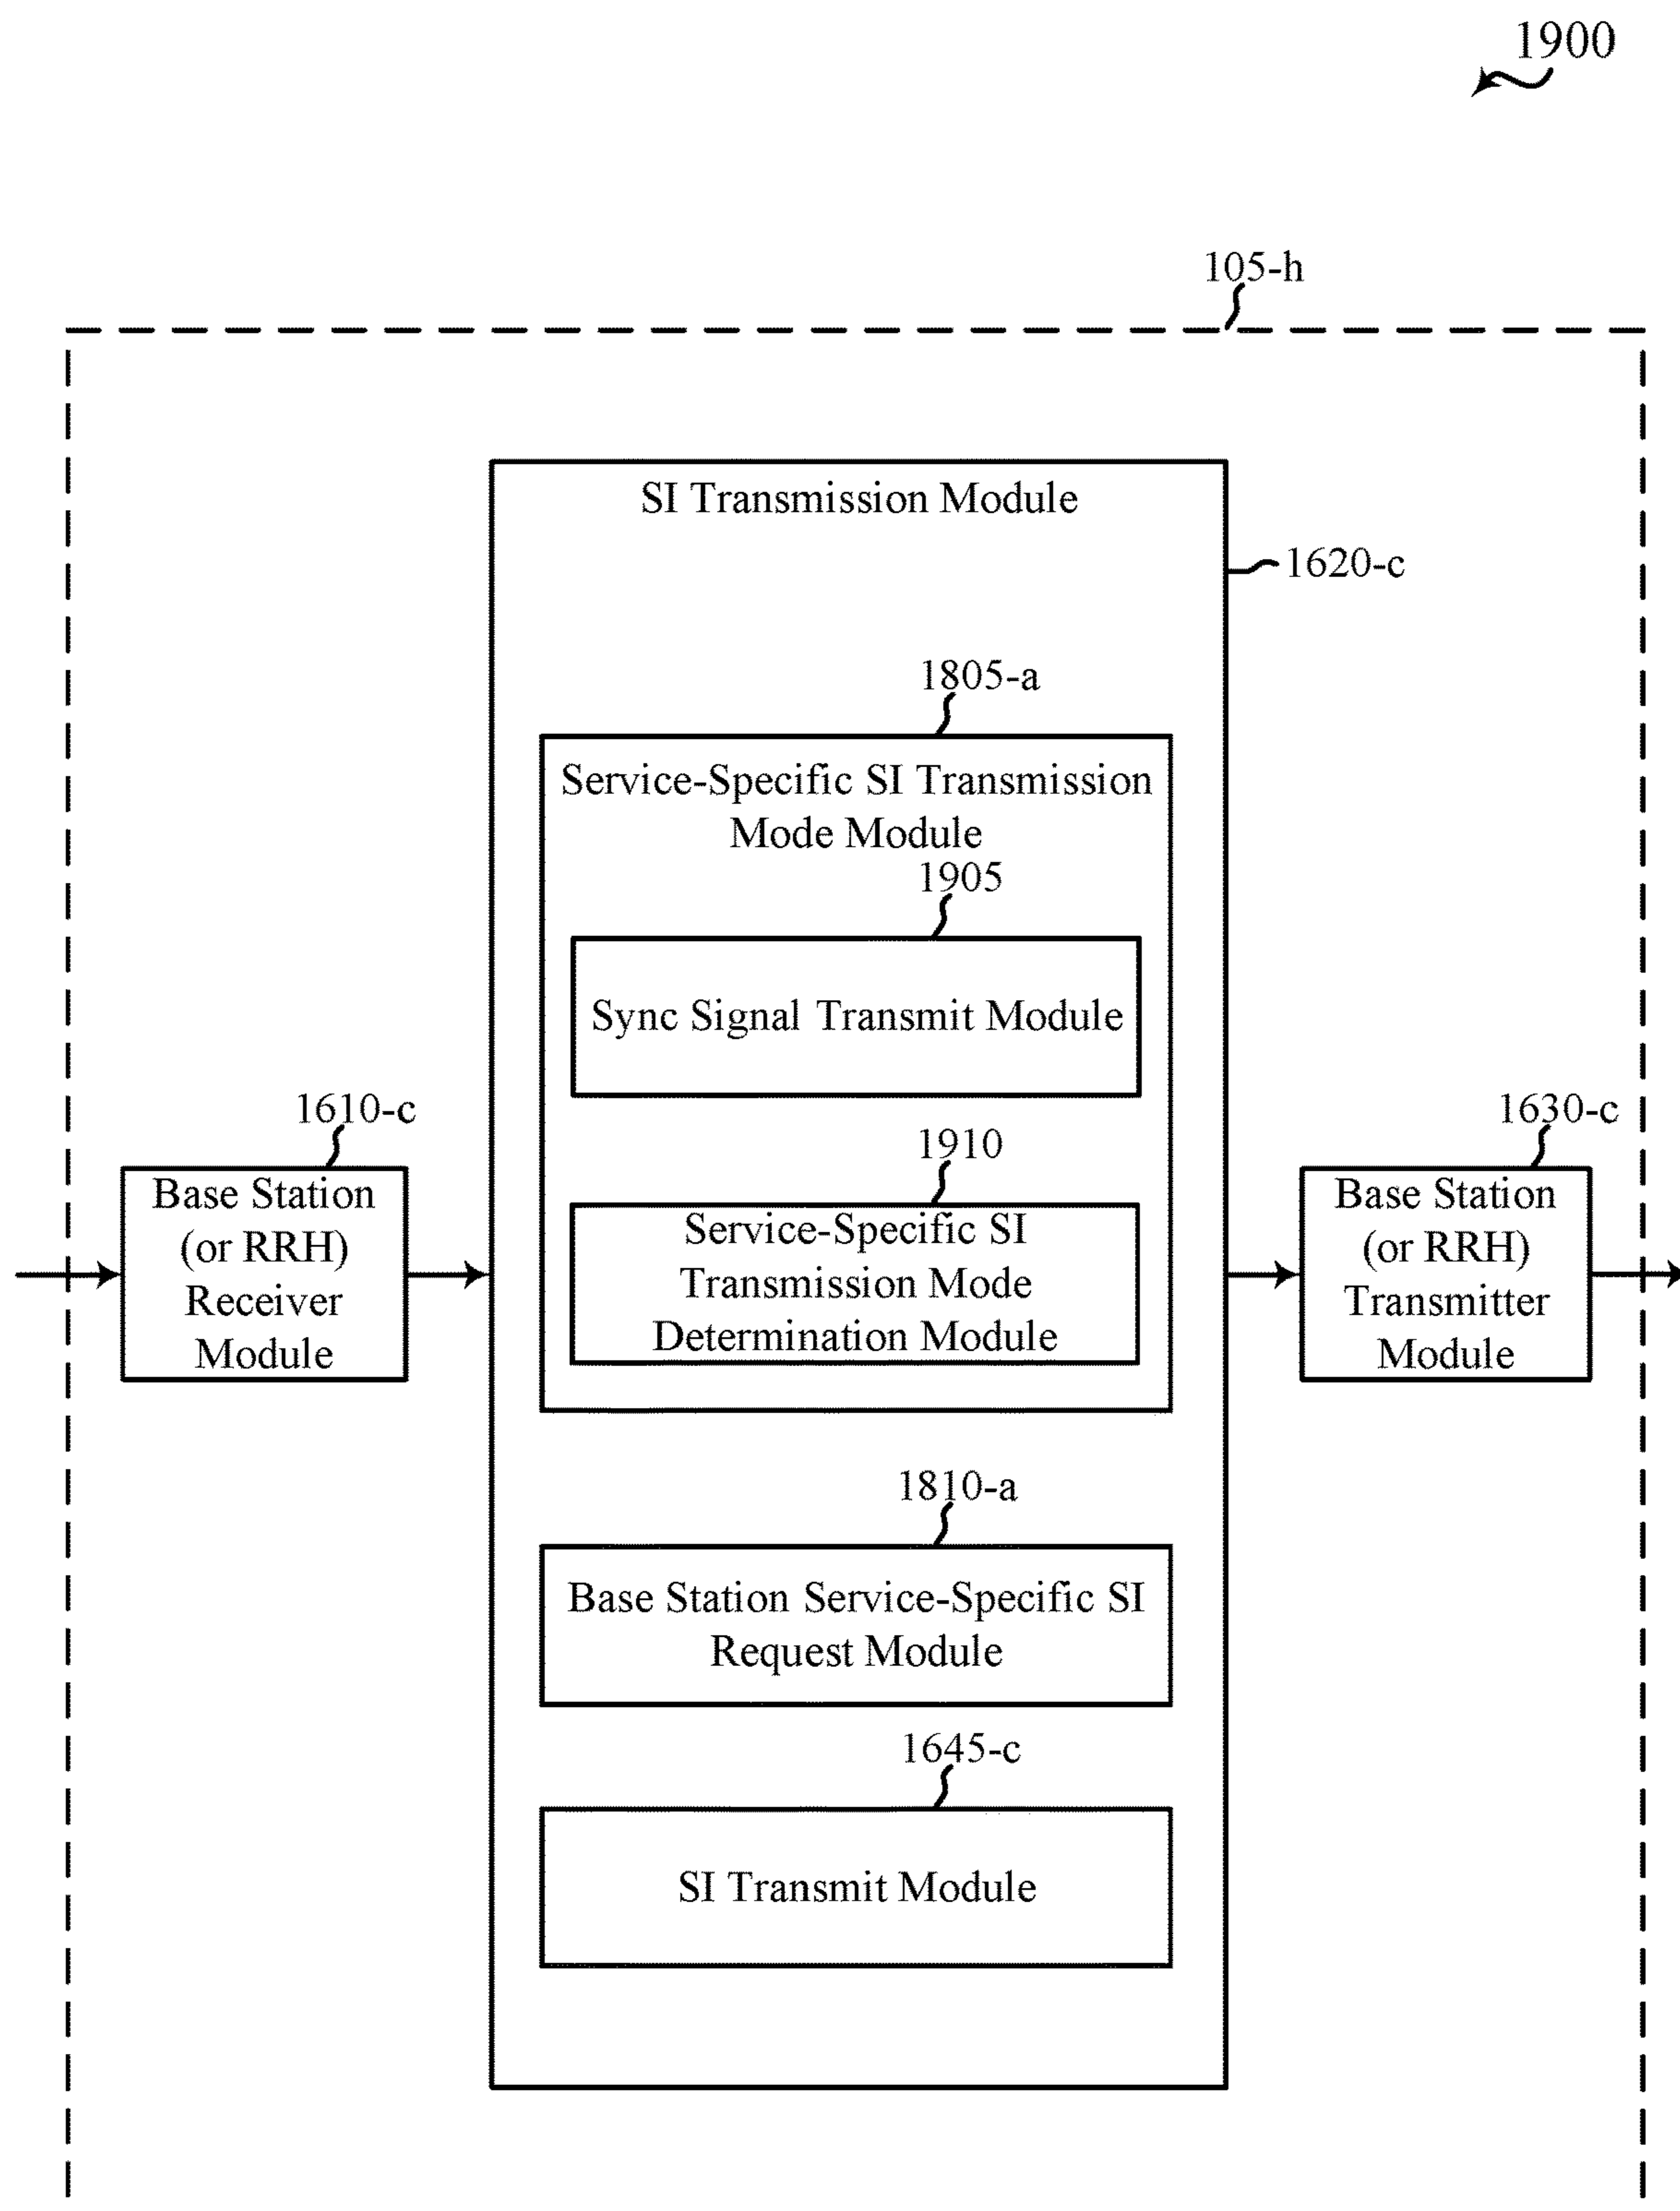 1900
105-h
SI Transmission Module
1620-c
1805-a
Service-Specific SI Transmission
Mode Module
1905
Sync Signal Transmit Module
1610-c
Base Station
(or RRH)
Receiver
Module
1910
Service-Specific SI
Transmission Mode
Determination Module
1630-c
Base Station
(or RRH)
Transmitter
Module
1810-a
Base Station Service-Specific SI
Request Module
1645-c
SI Transmit Module